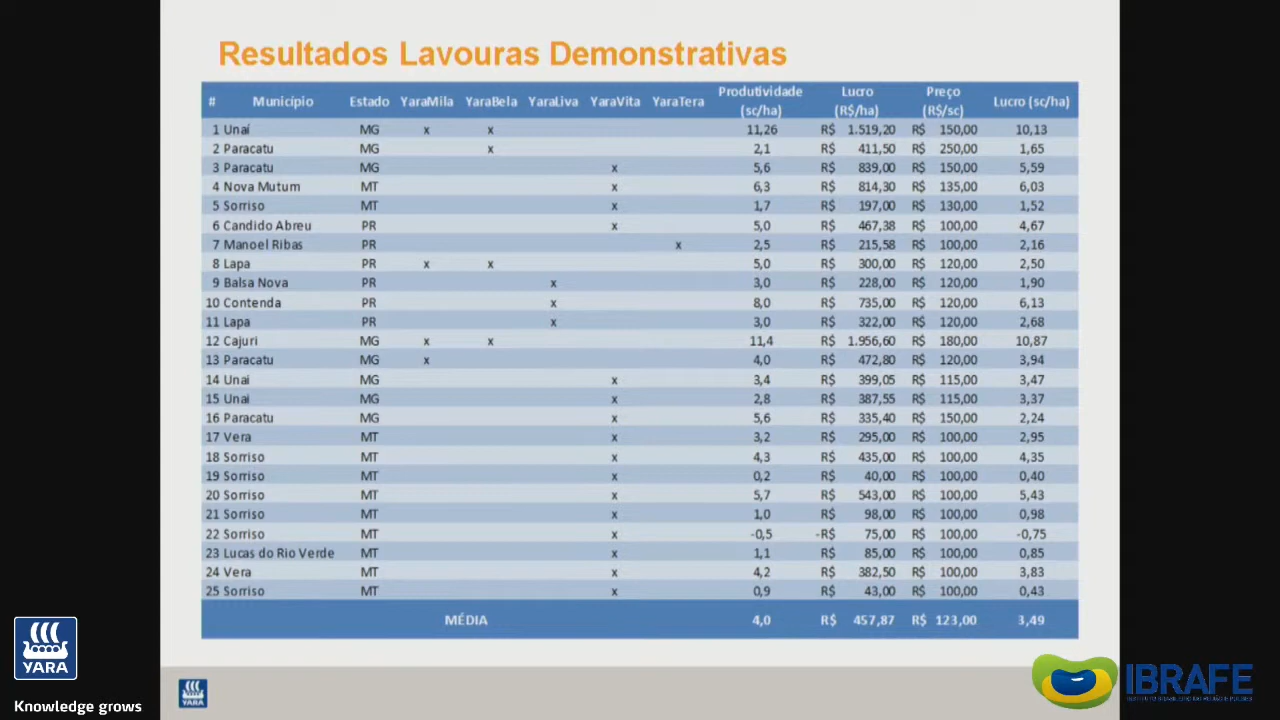 Resultados Lavouras Demonstrativas
# Município Estado YaraMila YaraBela YaraLiva YaraVita YaraTera Produtividade (sc/ha) Lucro (R$/ha) Preço (R$/sc) Lucro (sc/ha)
1 Unaí MG x x 11,26 R$ 1.519,20 R$ 150,00 10,13
2 Paracatu MG x 2,1 R$ 411,50 R$ 250,00 1,65
3 Paracatu MG x 5,6 R$ 839,00 R$ 150,00 5,59
4 Nova Mutum MT x 6,3 R$ 814,30 R$ 135,00 6,03
5 Sorriso MT x 1,7 R$ 197,00 R$ 130,00 1,52
6 Candido Abreu PR x 5,0 R$ 467,38 R$ 100,00 4,67
7 Manoel Ribas PR x 2,5 R$ 215,58 R$ 100,00 2,16
8 Lapa PR x x 5,0 R$ 300,00 R$ 120,00 2,50
9 Balsa Nova PR x 3,0 R$ 228,00 R$ 120,00 1,90
10 Contenda PR x 8,0 R$ 735,00 R$ 120,00 6,13
11 Lapa PR x 3,0 R$ 322,00 R$ 120,00 2,68
12 Cajuri MG x x 11,4 R$ 1.956,60 R$ 180,00 10,87
13 Paracatu MG x 4,0 R$ 472,80 R$ 120,00 3,94
14 Unaí MG x 3,4 R$ 399,05 R$ 115,00 3,47
15 Unaí MG x 2,8 R$ 387,55 R$ 115,00 3,37
16 Paracatu MG x 5,6 R$ 335,40 R$ 150,00 2,24
17 Vera MT x 3,2 R$ 295,00 R$ 100,00 2,95
18 Sorriso MT x 4,3 R$ 435,00 R$ 100,00 4,35
19 Sorriso MT x 0,2 R$ 40,00 R$ 100,00 0,40
20 Sorriso MT x 5,7 R$ 543,00 R$ 100,00 5,43
21 Sorriso MT x 1,0 R$ 98,00 R$ 100,00 0,98
22 Sorriso MT x -0,5 -R$ 75,00 R$ 100,00 -0,75
23 Lucas do Rio Verde MT x 1,1 R$ 85,00 R$ 100,00 0,85
24 Vera MT x 4,2 R$ 382,50 R$ 100,00 3,83
25 Sorriso MT x 0,9 R$ 43,00 R$ 100,00 0,43
MÉDIA 4,0 R$ 457,87 R$ 123,00 3,49
YARA
Knowledge grows
IBRAFE